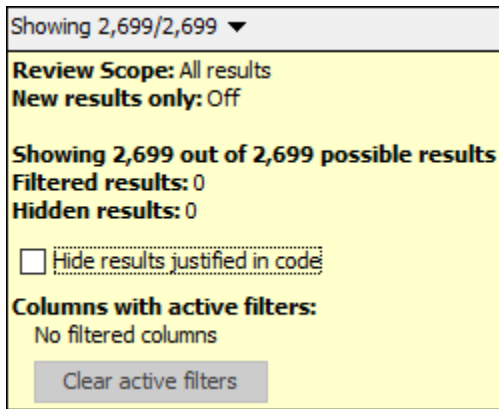 Showing 2,699/2,699
Review Scope: All results
New results only: Off
Showing 2,699 out of 2,699 possible results
Filtered results: 0
Hidden results: 0
Hide results justified in code
Columns with active filters:
No filtered columns
Clear active filters